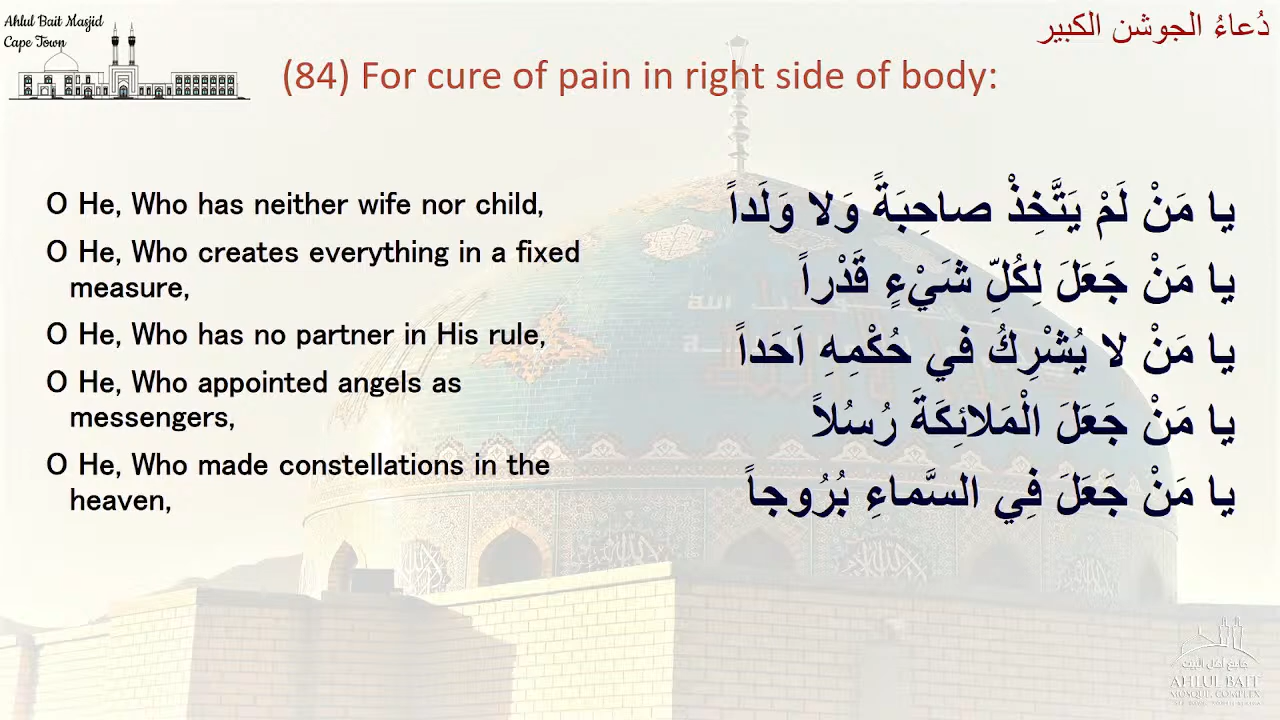 Ahlul Bait Masjid
Cape Town
دُعاءُ الجوشن الكبير
(84) For cure of pain in right side of body:
O He, Who has neither wife nor child,
O He, Who creates everything in a fixed
measure,
O He, Who has no partner in His rule,
O He, Who appointed angels as
messengers,
O He, Who made constellations in the
heaven,
يا مَنْ لَمْ يَتَّخِذْ صاحِبَةً وَلا وَلَداً
يا مَنْ جَعَلَ لِكُلِّ شَيْءٍ قَدْراً
يا مَنْ لا يُشْرِكُ في حُكْمِهِ اَحَداً
يا مَنْ جَعَلَ الْمَلائِكَةَ رُسُلاً
يا مَنْ جَعَلَ فِي السَّماءِ بُرُوجاً
جامع اهل البيت
AHLUL BAIT
MOSQUE COMPLEX